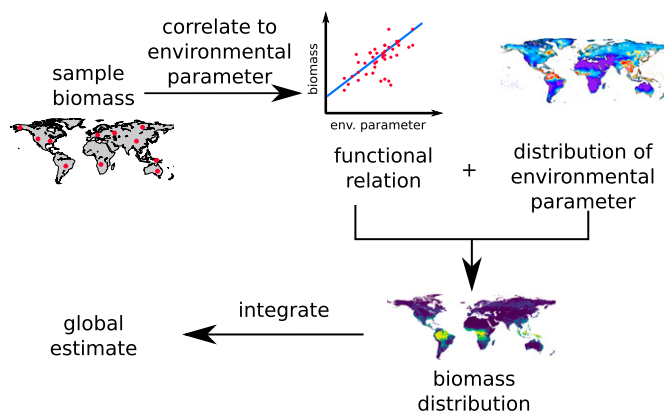 correlate to
environmental
parameter
sample
biomass
biomass
env. parameter
functional
relation
+
distribution of
environmental
parameter
integrate
global
estimate
biomass
distribution